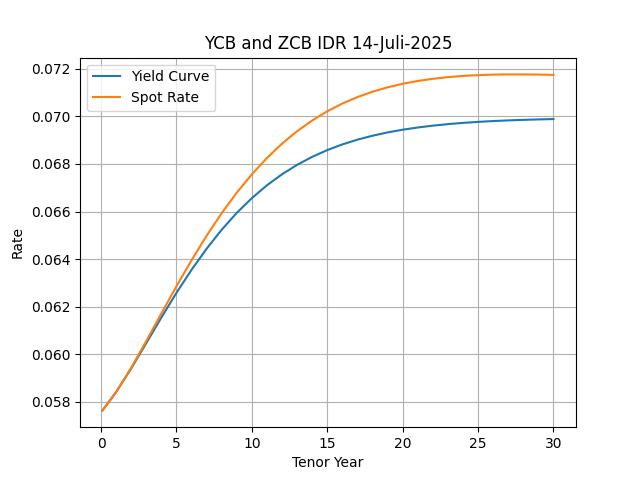 YCB and ZCB IDR 14-Juli-2025
Yield Curve
Spot Rate
Rate
0.072
0.070
0.068
0.066
0.064
0.062
0.060
0.058
0 5 10 15 20 25 30
Tenor Year